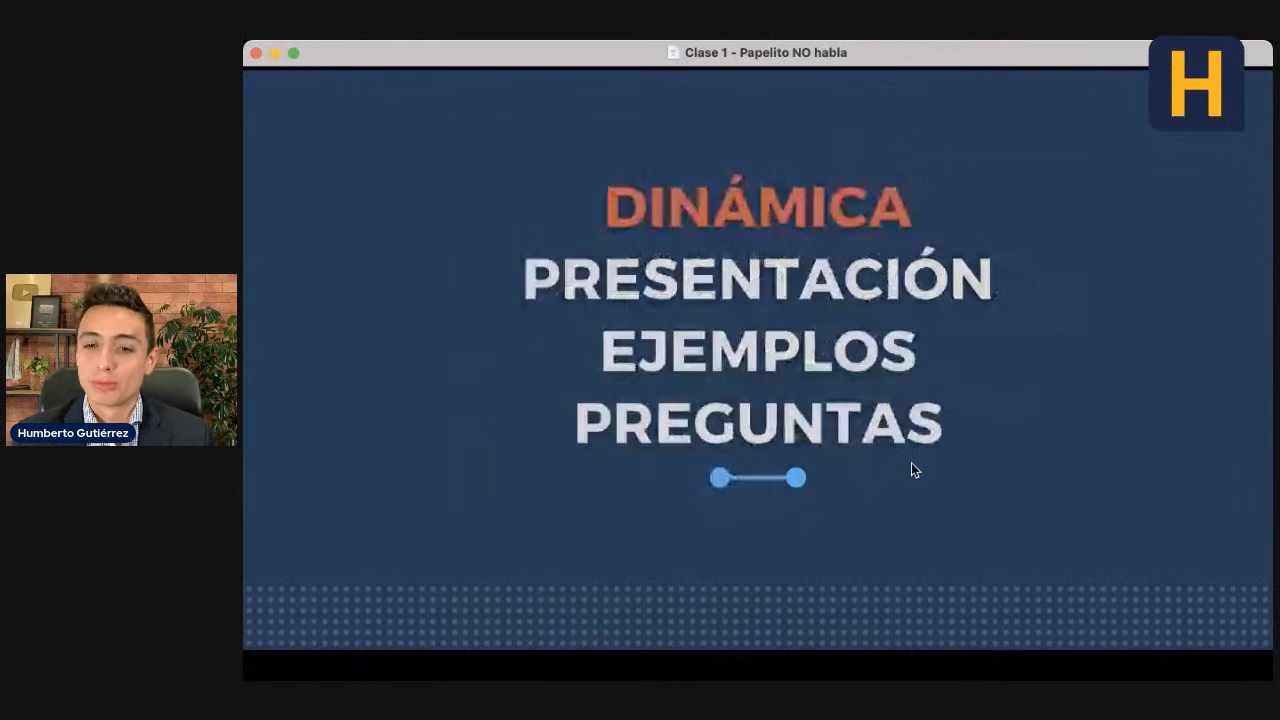 Clase 1 - Papelito NO habla
H
DINÁMICA
PRESENTACIÓN
EJEMPLOS
PREGUNTAS
Humberto Gutiérrez